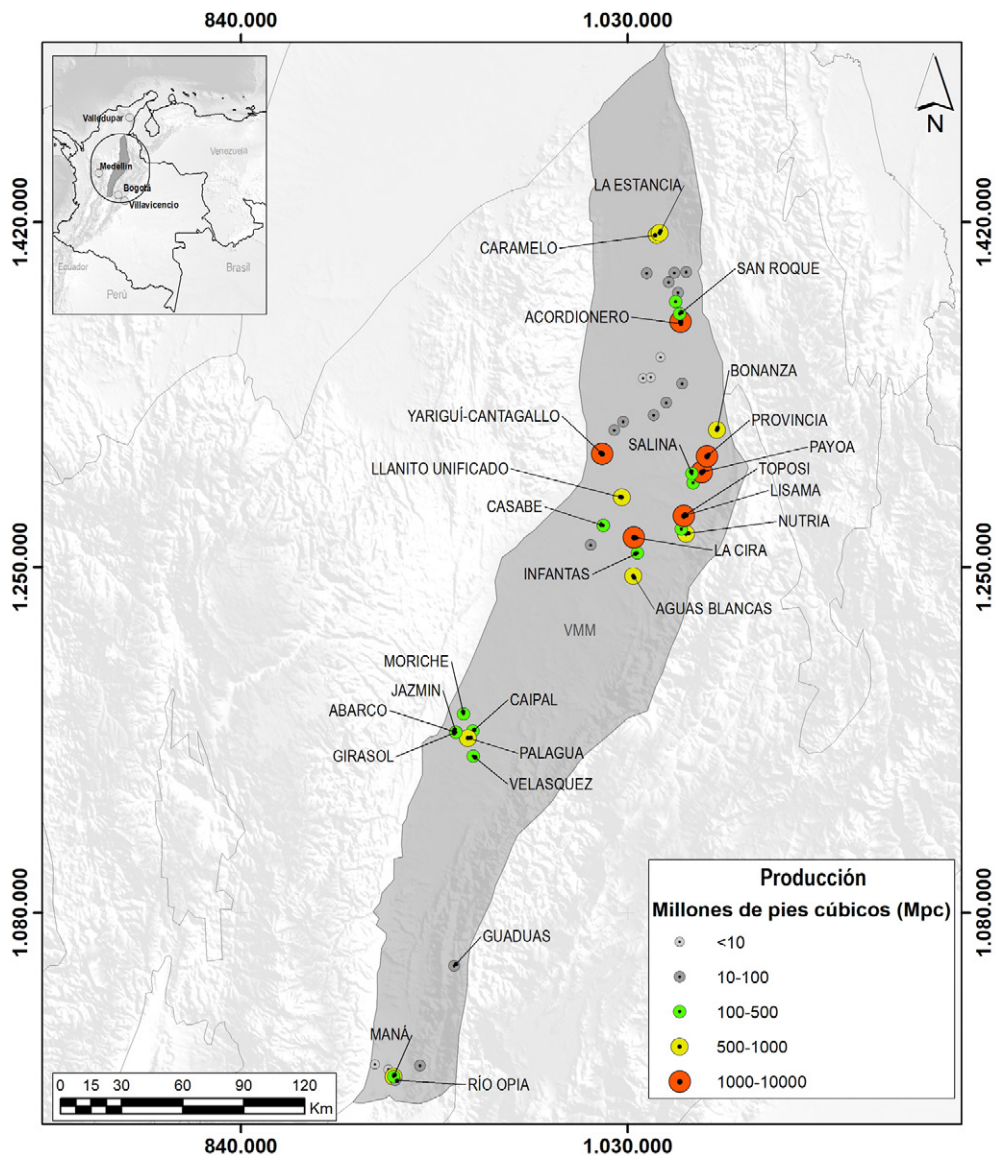 840.000
1.030.000
Valledupar
Venezuela
Medellín
Bogotá
Villavicencio
Ecuador
Brasil
Perú
N
1.420.000
1.420.000
LA ESTANCIA
CARAMELO
SAN ROQUE
ACORDIONERO
BONANZA
YARIGUÍ-CANTAGALLO
PROVINCIA
SALINA
PAYOA
LLANITO UNIFICADO
TOPOSI
LISAMA
CASABE
NUTRIA
LA CIRA
1.250.000
1.250.000
INFANTAS
AGUAS BLANCAS
VMM
MORICHE
JAZMIN
CAIPAL
ABARCO
GIRASOL
PALAGUA
VELASQUEZ
Producción
Millones de pies cúbicos (Mpc)
<10
10-100
100-500
500-1000
1000-10000
1.080.000
1.080.000
GUADUAS
MANÁ
RÍO OPIA
0 15 30 60 90 120
Km
840.000
1.030.000